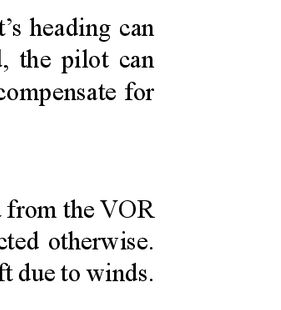 t's heading can
, the pilot can
compensate for
from the VOR
cted otherwise.
ft due to winds.